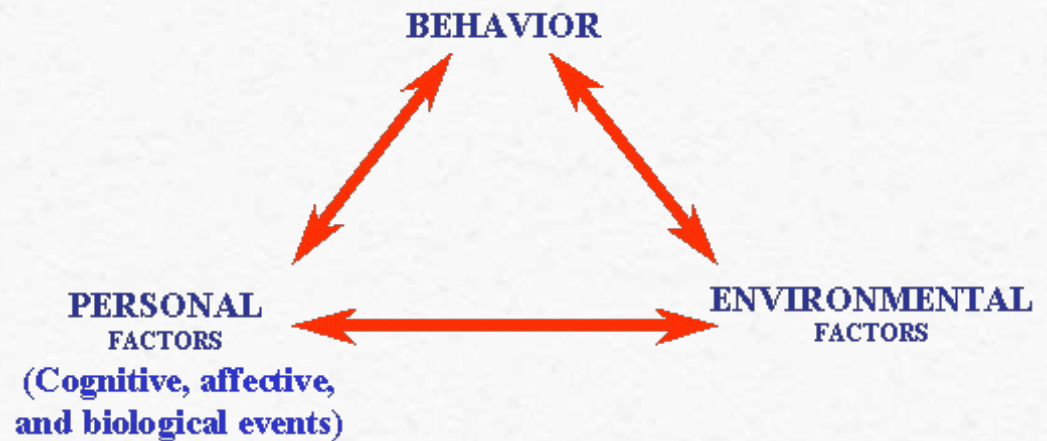 BEHAVIOR
PERSONAL
FACTORS
(Cognitive, affective,
and biological events)
ENVIRONMENTAL
FACTORS